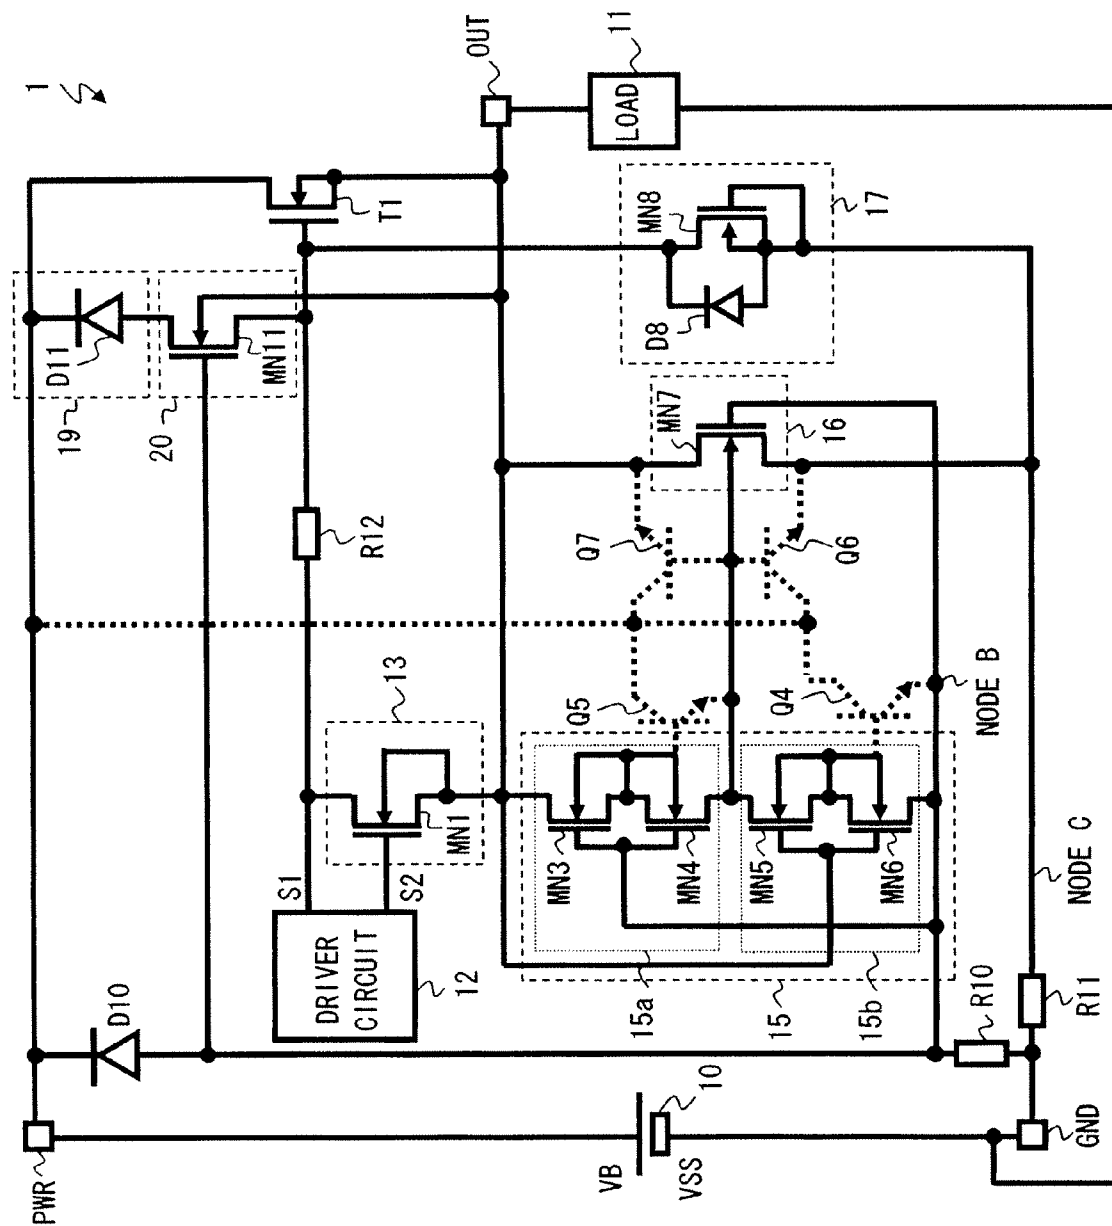 1
OUT
11
LOAD
T1
D11
19
MN11
20
MN8
D8
17
MN7
16
R12
Q7
Q6
13
MN1
S1
S2
DRIVER
CIRCUIT
12
Q5
Q4
NODE B
MN3
MN4
MN5
MN6
15a
15
15b
NODE C
D10
R10
R11
PWR
VB
VSS
10
GND